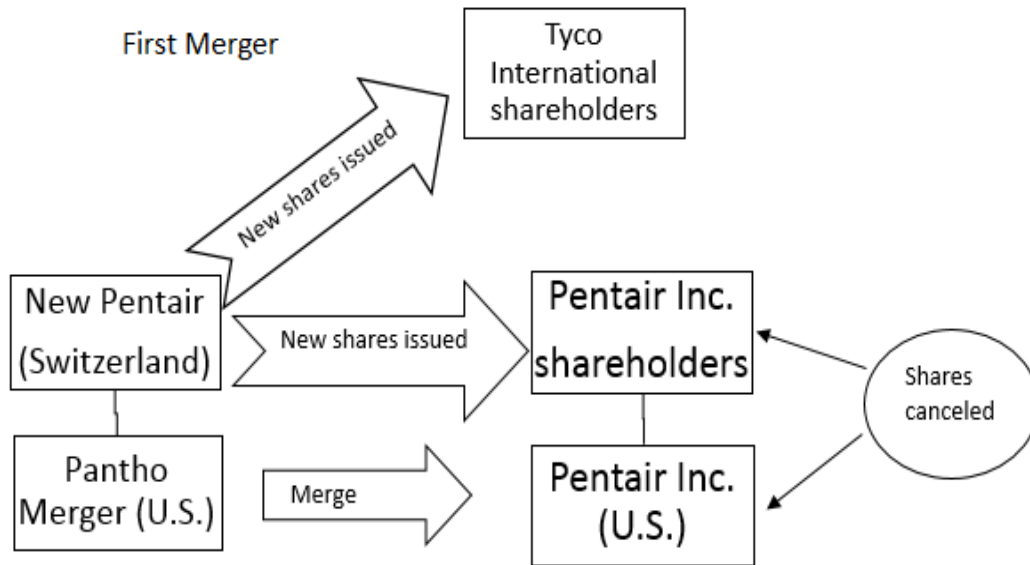 First Merger
Tyco
International
shareholders
New shares issued
New Pentair
(Switzerland)
New shares issued
Pentair Inc.
shareholders
Shares
canceled
Pantho
Merger (U.S.)
Merge
Pentair Inc.
(U.S.)